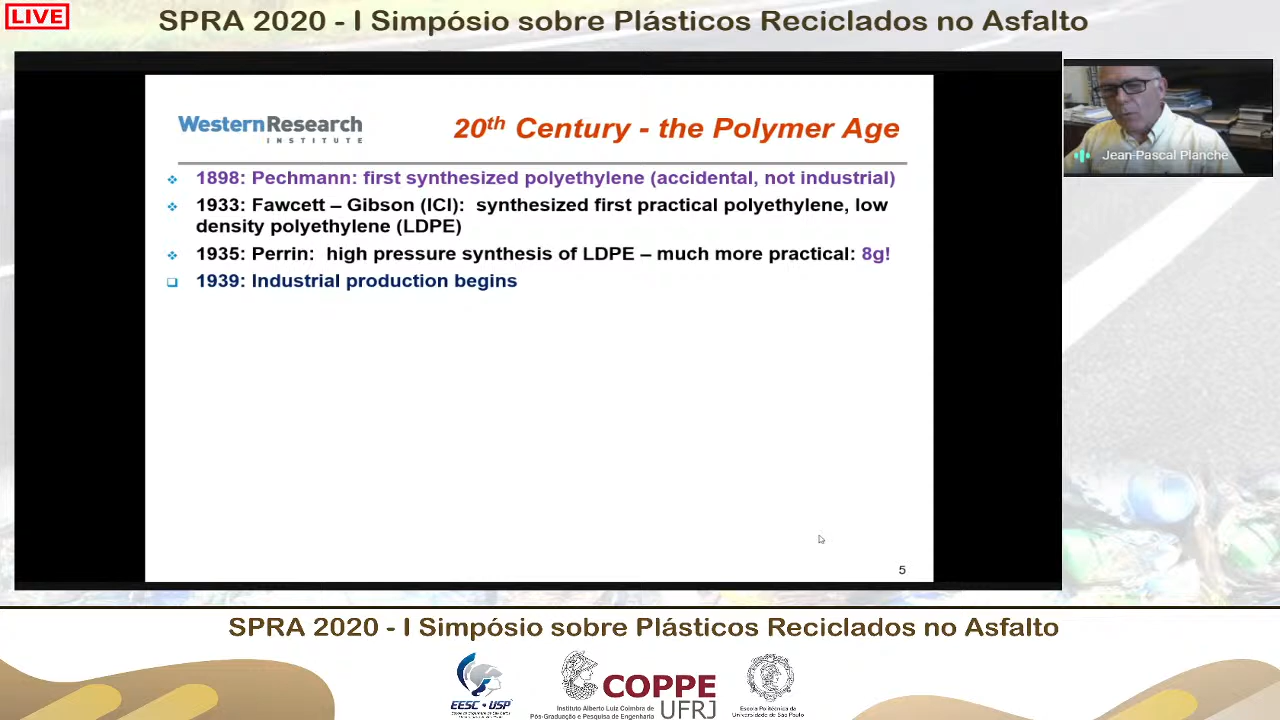 LIVE
SPRA 2020 - I Simpósio sobre Plásticos Reciclados no Asfalto
WesternResearch
INSTITUTE
20th Century - the Polymer Age
❖ 1898: Pechmann: first synthesized polyethylene (accidental, not industrial)
❖ 1933: Fawcett – Gibson (ICI): synthesized first practical polyethylene, low
density polyethylene (LDPE)
❖ 1935: Perrin: high pressure synthesis of LDPE – much more practical: 8g!
❑ 1939: Industrial production begins
5
Jean-Pascal Planche
SPRA 2020 - I Simpósio sobre Plásticos Reciclados no Asfalto
EESC • USP
COPPE
UFRJ
Instituto Alberto Luiz Coimbra de
Pós-Graduação e Pesquisa de Engenharia
Escola Politécnica da
Universidade de São Paulo